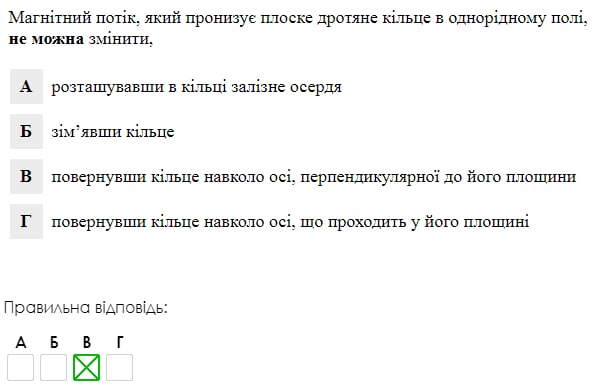 Магнітний потік, який пронизує плоске дротяне кільце в однорідному полі,
не можна змінити,
А розташувавши в кільці залізне осердя
Б зім’явши кільце
В повернувши кільце навколо осі, перпендикулярної до його площини
Г повернувши кільце навколо осі, що проходить у його площині
Правильна відповідь:
А Б В Г